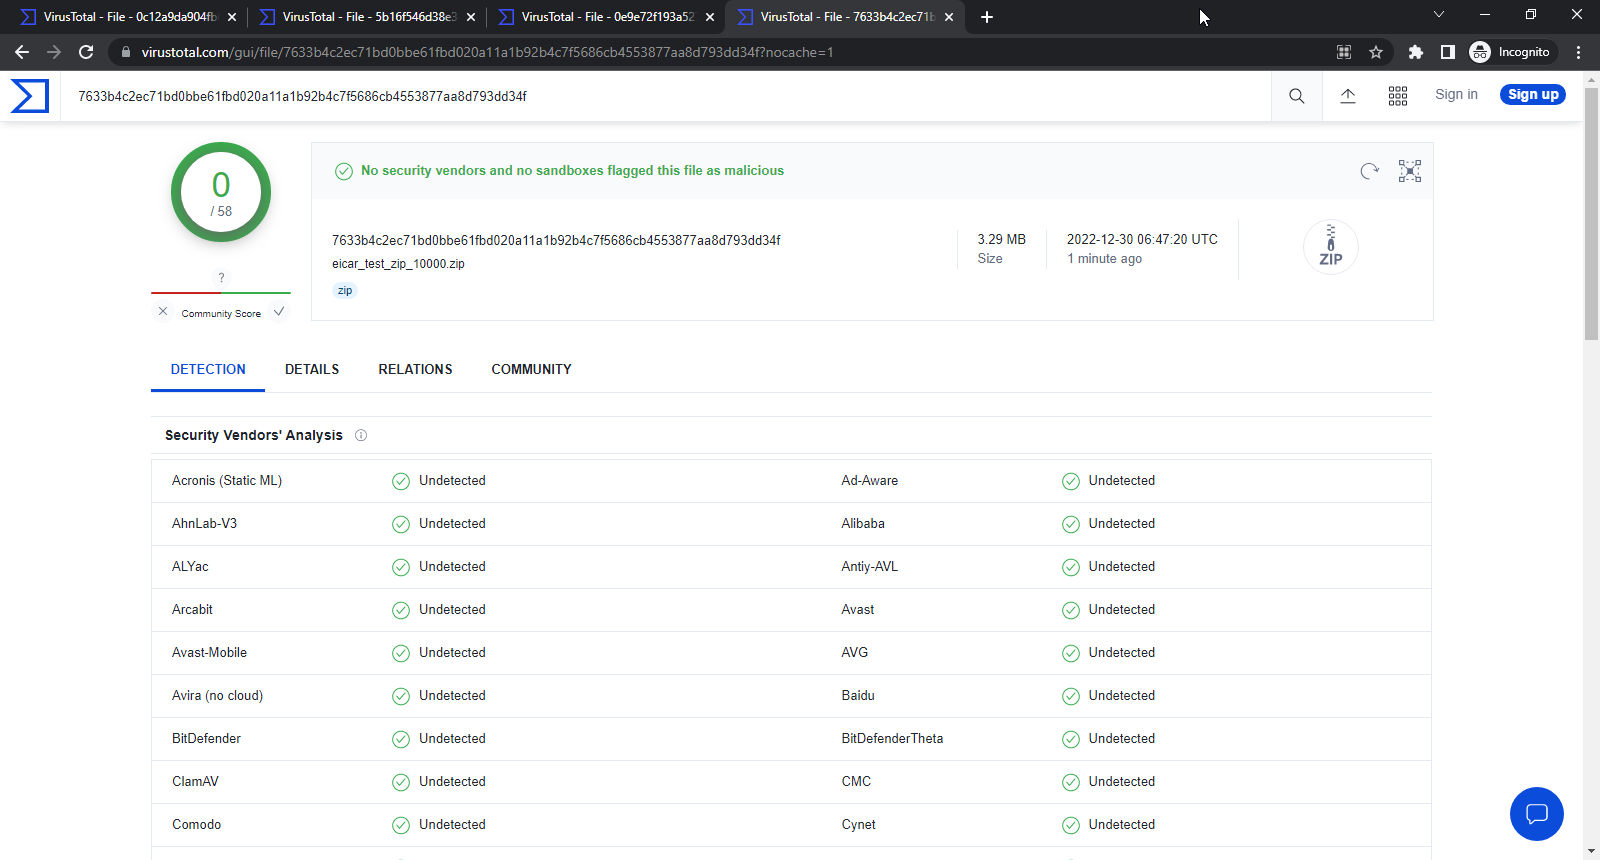 VirusTotal - File - 0c12a9da904fb
VirusTotal - File - 5b16f546d38e3
VirusTotal - File - 0e9e72f193a52
VirusTotal - File - 7633b4c2ec71b
virustotal.com/gui/file/7633b4c2ec71bd0bbe61fbd020a11a1b92b4c7f5686cb4553877aa8d793dd34f?nocache=1
Incognito
7633b4c2ec71bd0bbe61fbd020a11a1b92b4c7f5686cb4553877aa8d793dd34f
Sign in
Sign up
0
/ 58
?
Community Score
No security vendors and no sandboxes flagged this file as malicious
7633b4c2ec71bd0bbe61fbd020a11a1b92b4c7f5686cb4553877aa8d793dd34f
eicar_test_zip_10000.zip
zip
3.29 MB
Size
2022-12-30 06:47:20 UTC
1 minute ago
ZIP
DETECTION
DETAILS
RELATIONS
COMMUNITY
Security Vendors' Analysis
Acronis (Static ML)
Undetected
Ad-Aware
Undetected
AhnLab-V3
Undetected
Alibaba
Undetected
ALYac
Undetected
Antiy-AVL
Undetected
Arcabit
Undetected
Avast
Undetected
Avast-Mobile
Undetected
AVG
Undetected
Avira (no cloud)
Undetected
Baidu
Undetected
BitDefender
Undetected
BitDefenderTheta
Undetected
ClamAV
Undetected
CMC
Undetected
Comodo
Undetected
Cynet
Undetected